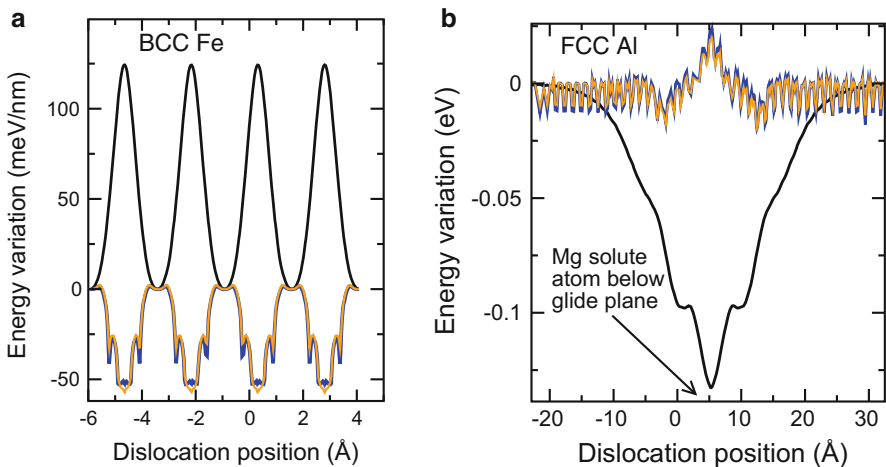 a
BCC Fe
Energy variation (meV/nm)
100
50
0
-50
-6
-4
-2
0
2
4
Dislocation position (Å)
b
FCC Al
Energy variation (eV)
0
-0.05
-0.1
Mg solute
atom below
glide plane
-20
-10
0
10
20
30
Dislocation position (Å)